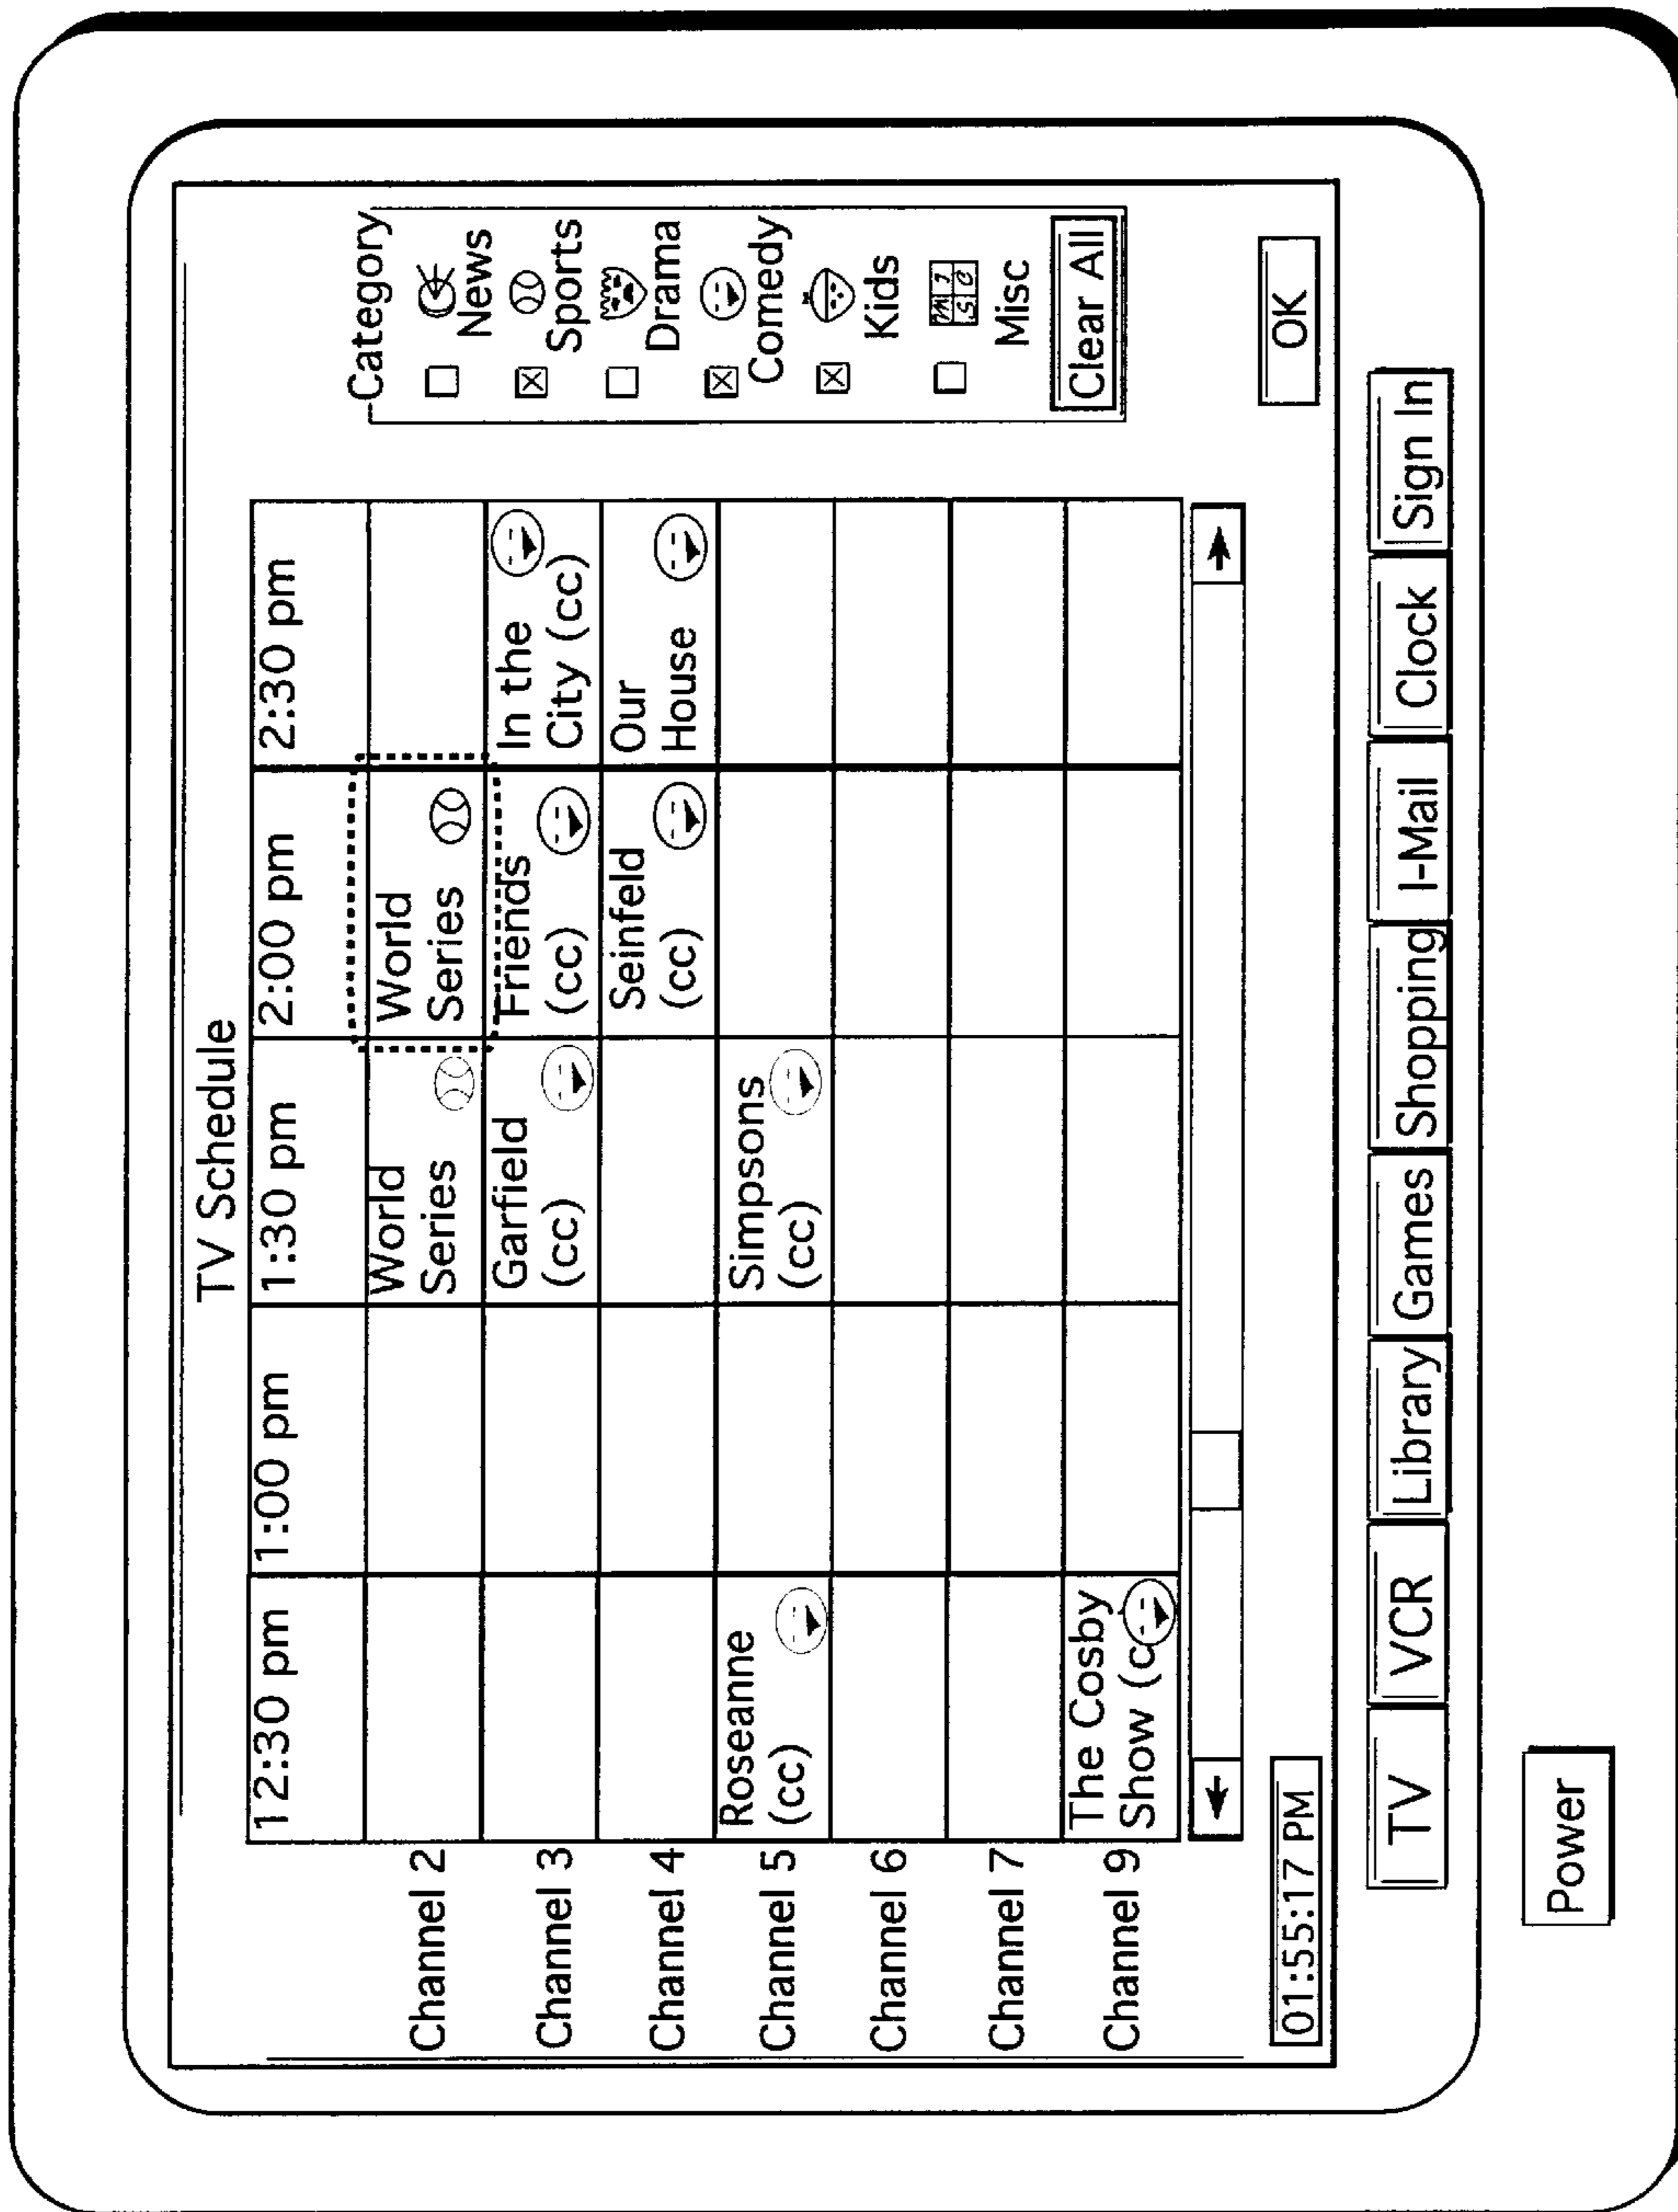 TV Schedule
12:30 pm 1:00 pm 1:30 pm 2:00 pm 2:30 pm
Channel 2
World
Series
World
Series
Channel 3
Garfield
(cc)
Friends
(cc)
In the
City (cc)
Channel 4
Seinfeld
(cc)
Our
House
Channel 5
Roseanne
(cc)
Simpsons
(cc)
Channel 6
Channel 7
Channel 9
The Cosby
Show (c
Category
News
Sports
Drama
Comedy
Kids
M I
S C
Misc
Clear All
01:55:17 PM
OK
TV VCR Library Games Shopping I-Mail Clock Sign In
Power